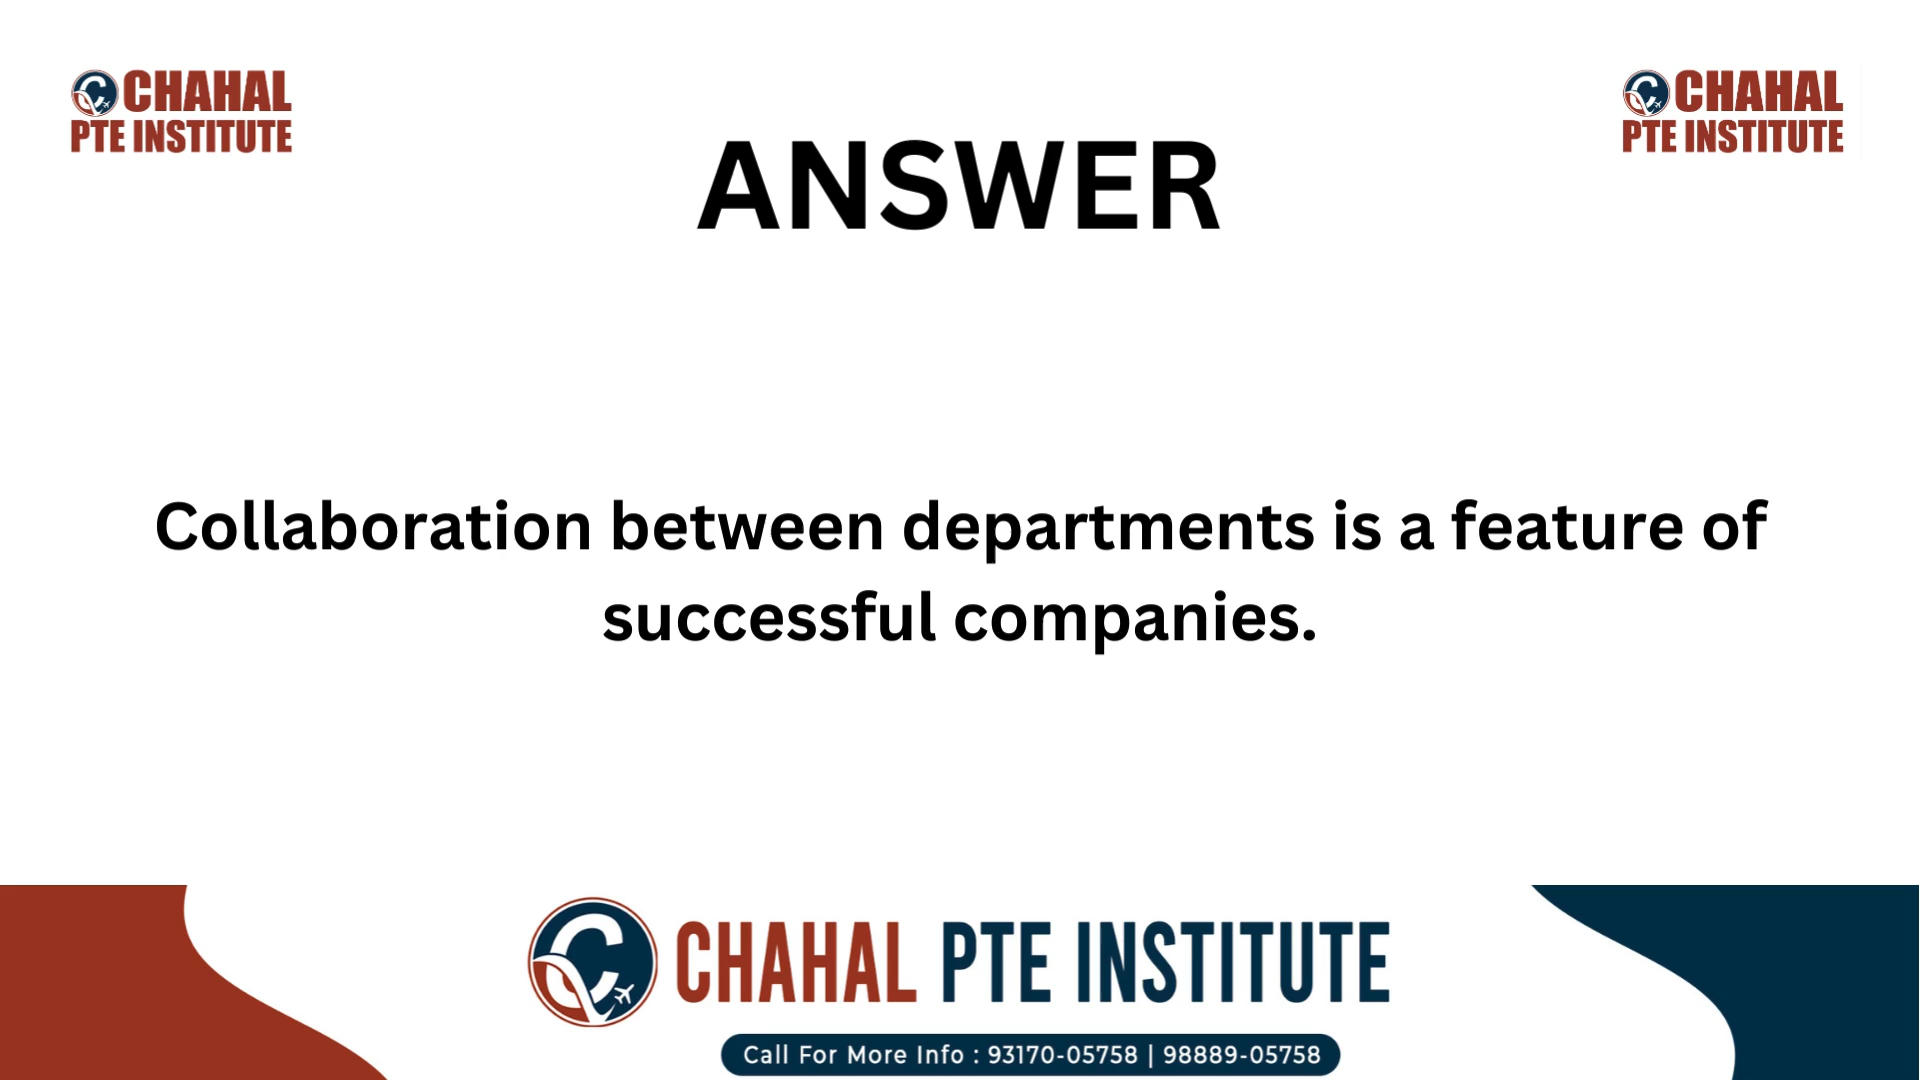 CHAHAL
PTE INSTITUTE
CHAHAL
PTE INSTITUTE
ANSWER
Collaboration between departments is a feature of
successful companies.
CHAHAL PTE INSTITUTE
Call For More Info : 93170-05758 | 98889-05758